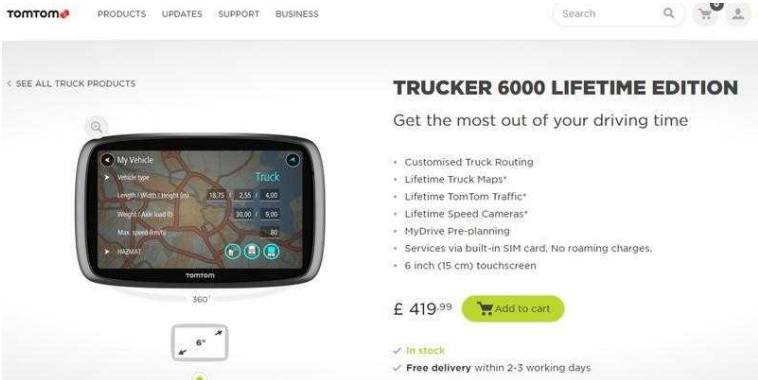 TOMTOM
PRODUCTS UPDATES SUPPORT BUSINESS
Search
< SEE ALL TRUCK PRODUCTS
TRUCKER 6000 LIFETIME EDITION
Get the most out of your driving time
My Vehicle
Vehicle type Truck
Length / Width / Height (m) 18,75 / 2,55 / 4,00
Weight / Axle load (t) 30,00 / 9,00
Max. speed (km/h) 80
HAZMAT
TOMTOM
360°
6"
• Customised Truck Routing
• Lifetime Truck Maps*
• Lifetime TomTom Traffic*
• Lifetime Speed Cameras*
• MyDrive Pre-planning
• Services via built-in SIM card. No roaming charges.
• 6 inch (15 cm) touchscreen
£ 419.99 Add to cart
✓ In stock
✓ Free delivery within 2-3 working days